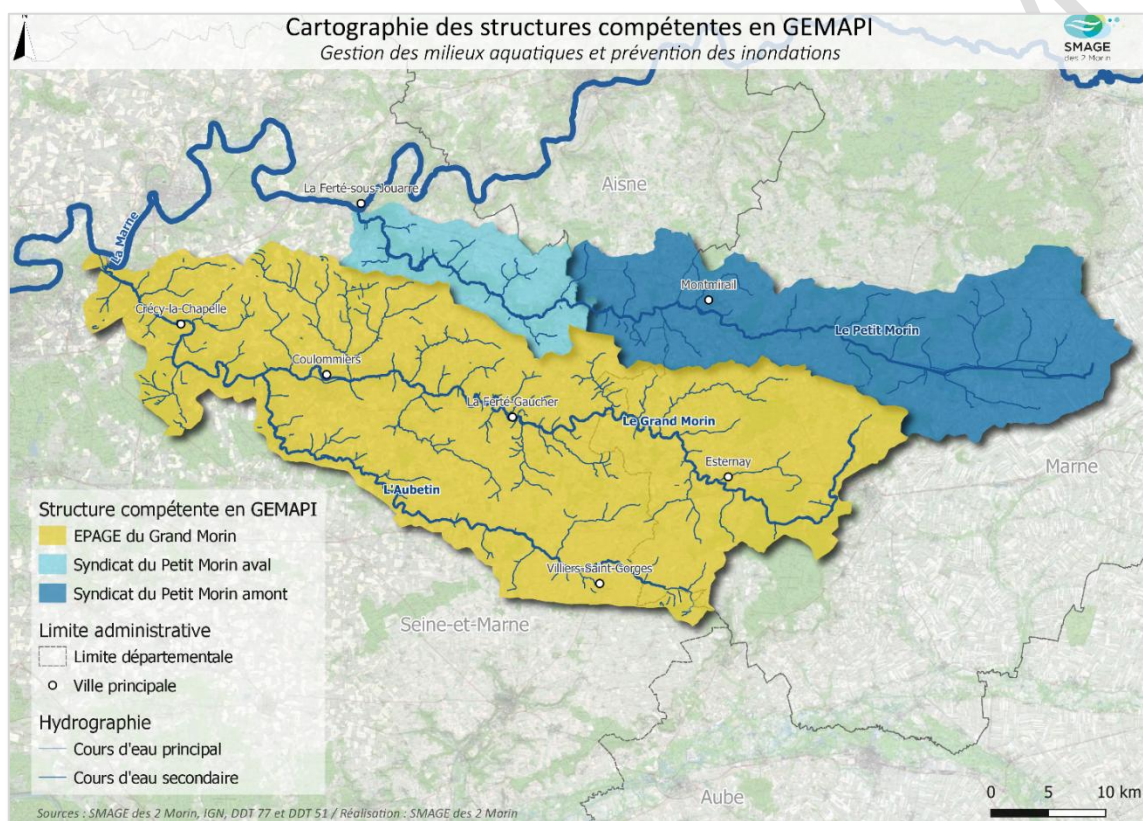 Cartographie des structures compétentes en GEMAPI
Gestion des milieux aquatiques et prévention des inondations
N
SMAGE
des 2 Morin
La Ferté-sous-Jouarre
Aisne
La Marne
Montmirail
Crécy-la-Chapelle
Le Petit Morin
Coulommiers
La Ferté-Gaucher
Le Grand Morin
Marne
Esternay
L'Aubetin
Villiers-Saint-Gorges
Seine-et-Marne
Aube
Structure compétente en GEMAPI
EPAGE du Grand Morin
Syndicat du Petit Morin aval
Syndicat du Petit Morin amont
Limite administrative
Limite départementale
Ville principale
Hydrographie
Cours d'eau principal
Cours d'eau secondaire
0 5 10 km
Sources : SMAGE des 2 Morin, IGN, DDT 77 et DDT 51 / Réalisation : SMAGE des 2 Morin